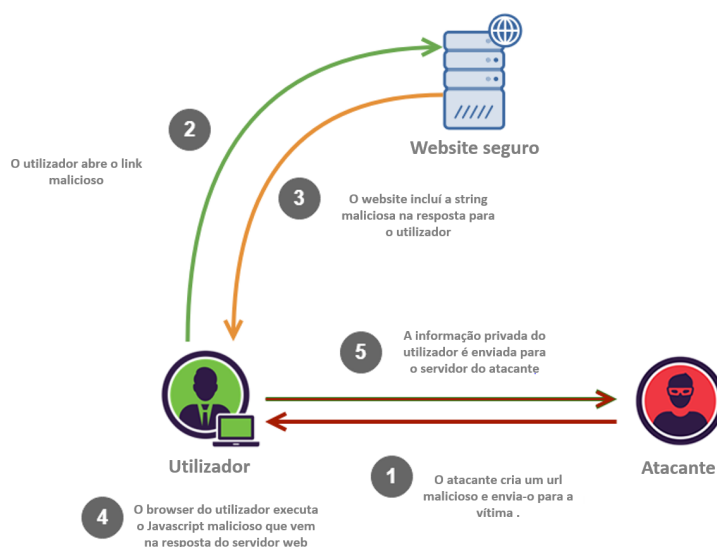 Website seguro
2
O utilizador abre o link
malicioso
3
O website incluí a string
maliciosa na resposta para
o utilizador
5
A informação privada do
utilizador é enviada para
o servidor do atacante
Utilizador
Atacante
1
O atacante cria um url
malicioso e envia-o para a
vítima .
4
O browser do utilizador executa
o Javascript malicioso que vem
na resposta do servidor web